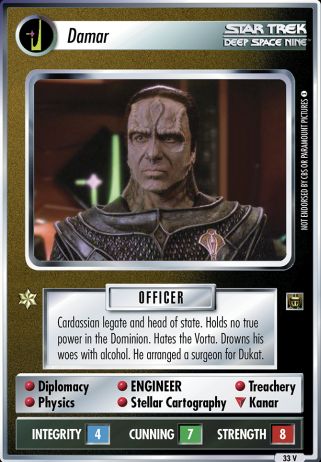 Damar
STAR TREK
DEEP SPACE NINE
NOT ENDORSED BY CBS OR PARAMOUNT PICTURES
OFFICER
Cardassian legate and head of state. Holds no true
power in the Dominion. Hates the Vorta. Drowns his
woes with alcohol. He arranged a surgeon for Dukat.
Diplomacy ENGINEER Treachery
Physics Stellar Cartography Kanar
INTEGRITY 4 CUNNING 7 STRENGTH 8
33 V